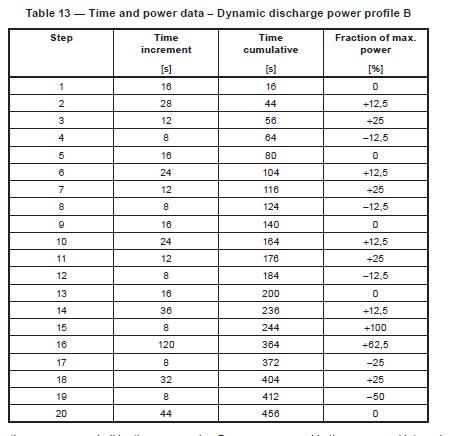 Table 13 — Time and power data – Dynamic discharge power profile B
Step Time increment [s] Time cumulative [s] Fraction of max. power [%]
1 16 16 0
2 28 44 +12,5
3 12 56 +25
4 8 64 –12,5
5 16 80 0
6 24 104 +12,5
7 12 116 +25
8 8 124 –12,5
9 16 140 0
10 24 164 +12,5
11 12 176 +25
12 8 184 –12,5
13 16 200 0
14 36 236 +12,5
15 8 244 +100
16 120 364 +62,5
17 8 372 –25
18 32 404 +25
19 8 412 –50
20 44 456 0